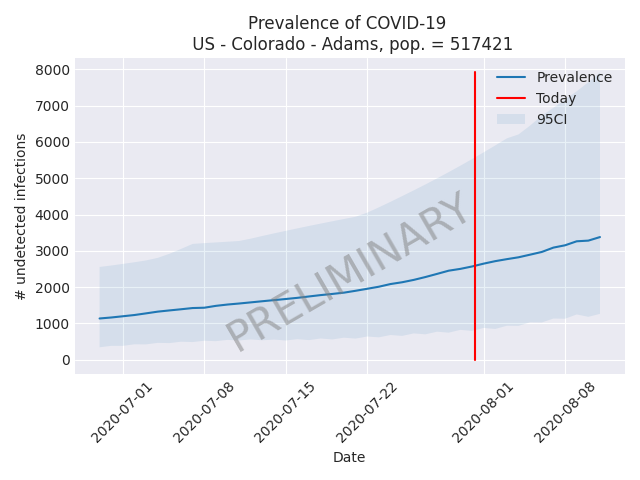 Prevalence of COVID-19
US - Colorado - Adams, pop. = 517421
# undetected infections
8000
7000
6000
5000
4000
3000
2000
1000
0
Prevalence
Today
95CI
PRELIMINARY
2020-07-01
2020-07-08
2020-07-15
2020-07-22
2020-08-01
2020-08-08
Date